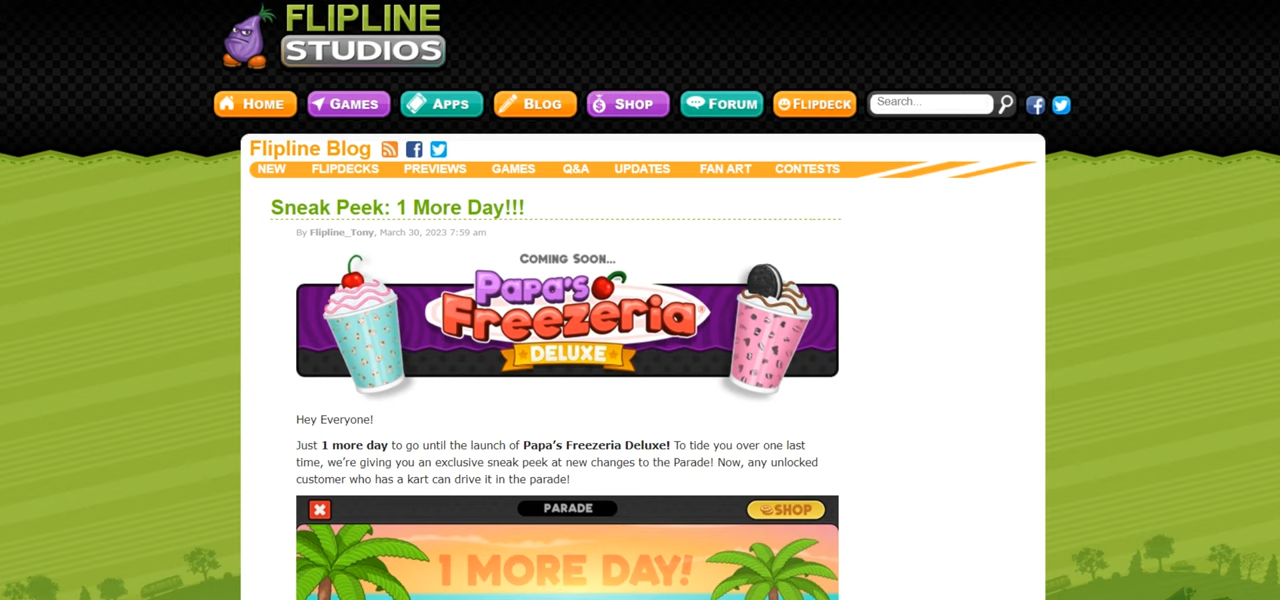 FLIPLINE
STUDIOS
HOME GAMES APPS BLOG SHOP FORUM FLIPDECK Search...
Flipline Blog
NEW FLIPDECKS PREVIEWS GAMES Q&A UPDATES FAN ART CONTESTS
Sneak Peek: 1 More Day!!!
By Flipline_Tony, March 30, 2023 7:59 am
COMING SOON...
PAPA'S
Freezeria
DELUXE
Hey Everyone!
Just 1 more day to go until the launch of Papa’s Freezeria Deluxe! To tide you over one last
time, we’re giving you an exclusive sneak peek at new changes to the Parade! Now, any unlocked
customer who has a kart can drive it in the parade!
PARADE SHOP
1 MORE DAY!